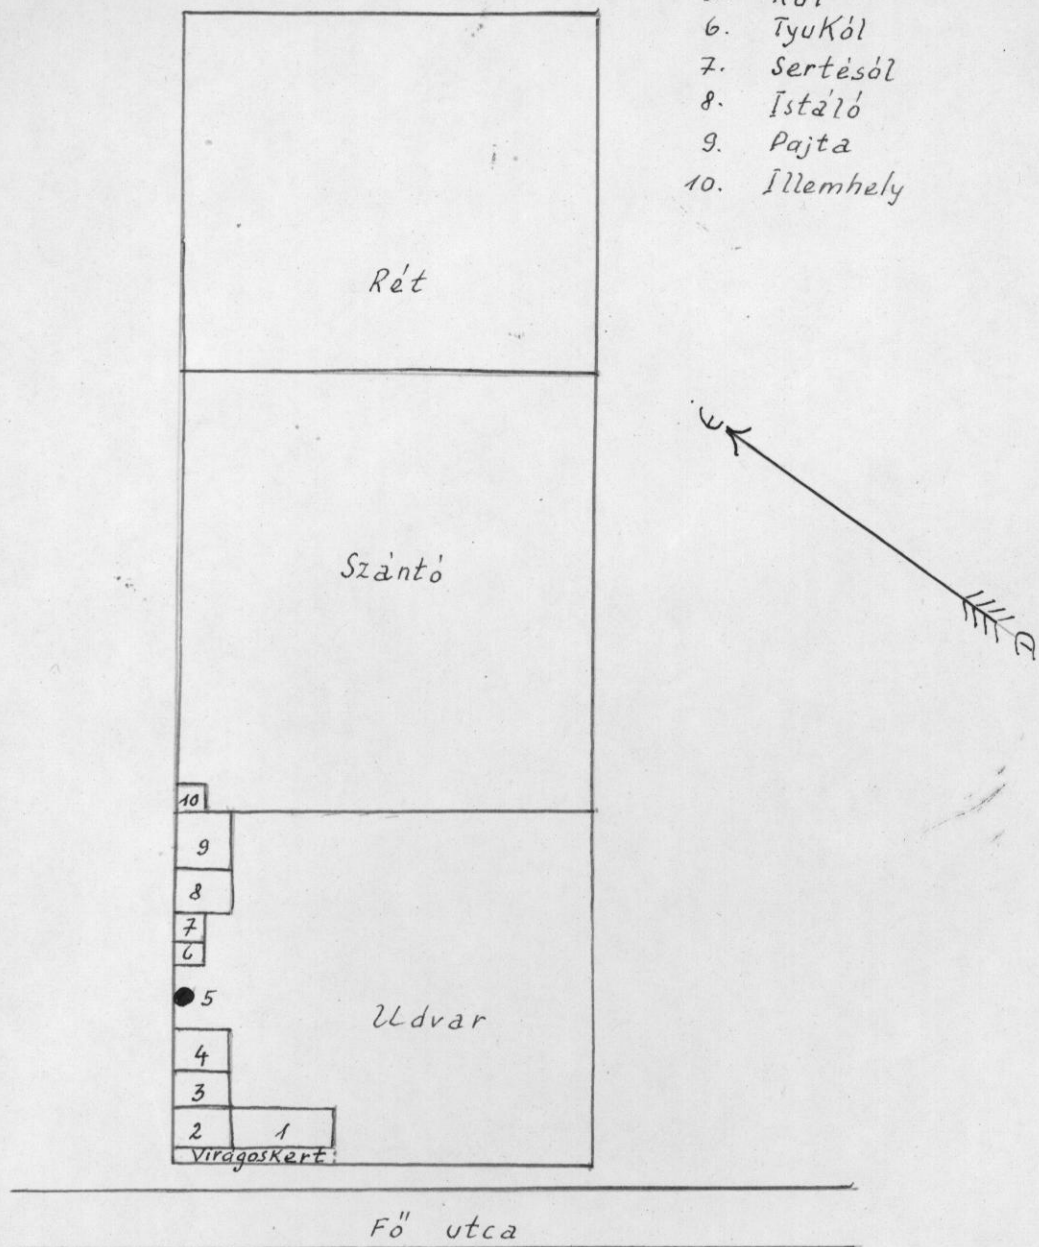 6. Tyukól
7. Sertésól
8. Istáló
9. Pajta
10. Illemhely
Rét
É
Szántó
D
10
9
8
7
6
5
Udvar
4
3
2 1
Virágoskert
Fő utca